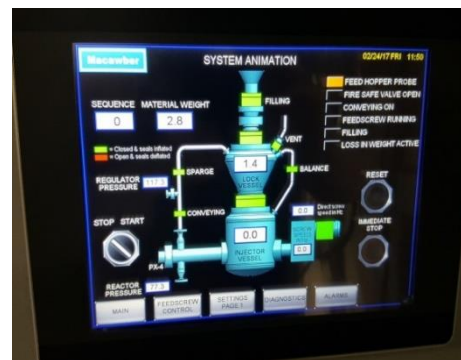 Macawber
SYSTEM ANIMATION
02/24/17 FRI 11:53
SEQUENCE
MATERIAL WEIGHT
0
2.8
FILLING
FEED HOPPER PROBE
FIRE SAFE VALVE OPEN
CONVEYING ON
FEEDSCREW RUNNING
FILLING
LOSS IN WEIGHT ACTIVE
= Closed & seals inflated
= Open & seals deflated
VENT
1.4
LOCK
VESSEL
SPARGE
BALANCE
REGULATOR
PRESSURE
RESET
STOP START
CONVEYING
0.0
INJECTOR
VESSEL
0.0
0.0
IMMEDIATE
STOP
PX-4
REACTOR
PRESSURE
77.3
MAIN
FEEDSCREW
CONTROL
SETTINGS
PAGE 1
DIAGNOSTICS
ALARMS